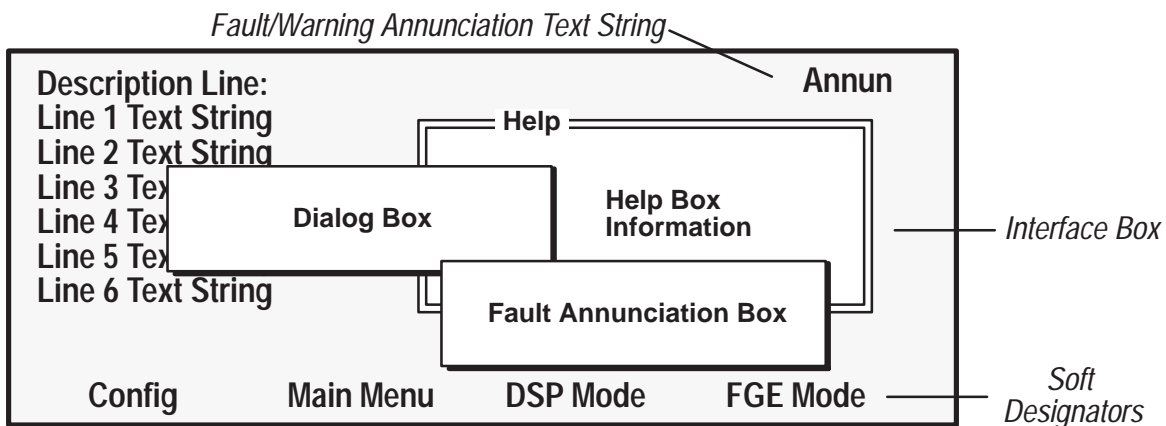 Fault/Warning Annunciation Text String
Description Line:
Annun
Line 1 Text String
Help
Line 2 Text String
Line 3 Tex
Line 4 Tex
Line 5 Tex
Line 6 Text String
Dialog Box
Help Box
Information
Interface Box
Fault Annunciation Box
Config
Main Menu
DSP Mode
FGE Mode
Soft
Designators